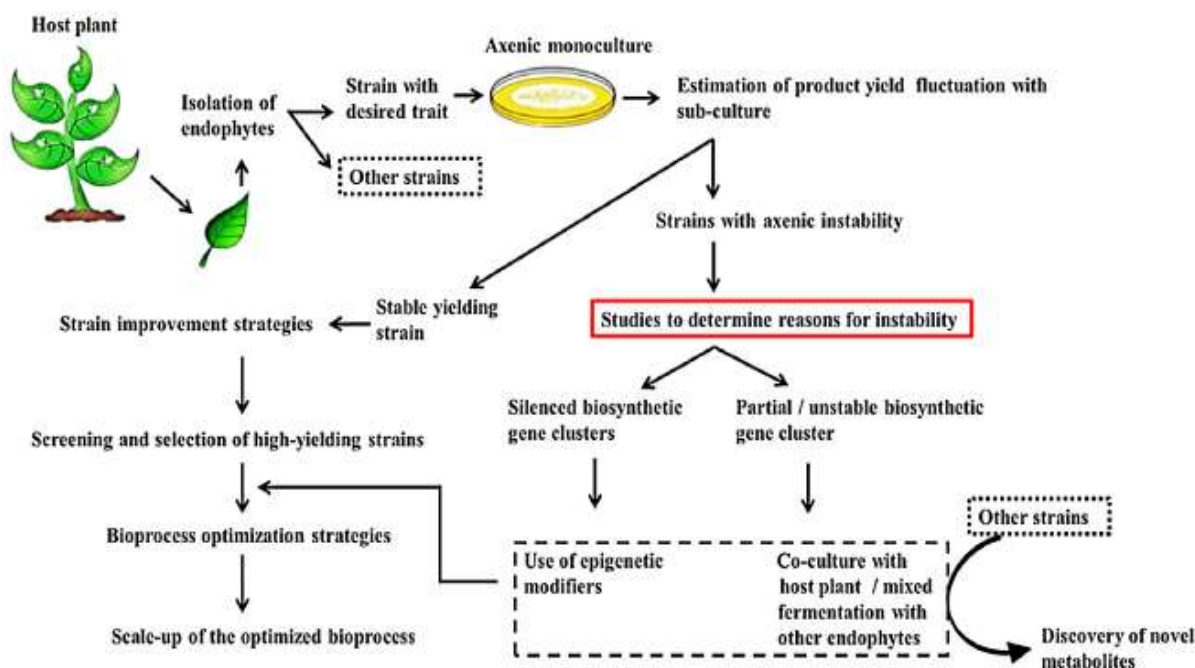 Host plant
Axenic monoculture
Isolation of
endophytes
Strain with
desired trait
Estimation of product yield fluctuation with
sub-culture
Other strains
Strains with axenic instability
Stable yielding
strain
Strain improvement strategies
Studies to determine reasons for instability
Silenced biosynthetic
gene clusters
Partial / unstable biosynthetic
gene cluster
Screening and selection of high-yielding strains
Bioprocess optimization strategies
Other strains
Use of epigenetic
modifiers
Co-culture with
host plant / mixed
fermentation with
other endophytes
Scale-up of the optimized bioprocess
Discovery of novel
metabolites